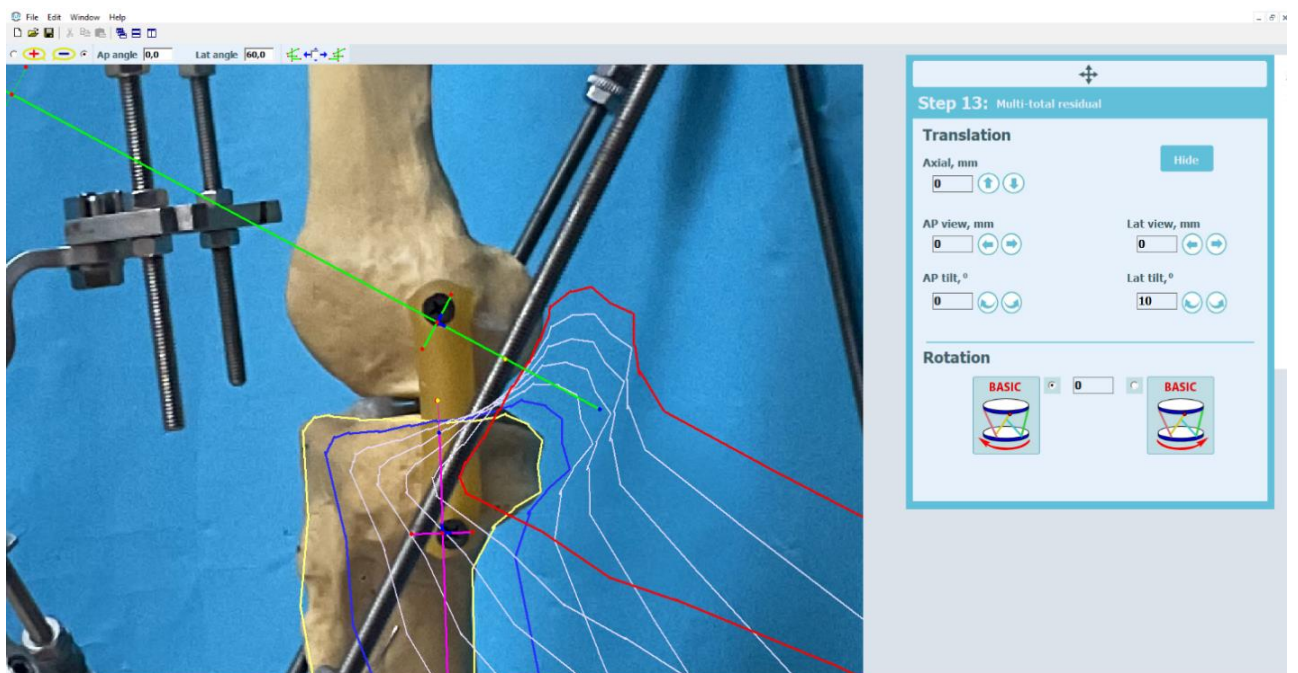 File Edit Window Help
Ap angle 0,0 Lat angle 60,0
Step 13: Multi-total residual
Translation
Axial, mm
Hide
0
AP view, mm Lat view, mm
0 0
AP tilt,° Lat tilt,°
0 10
Rotation
BASIC 0 BASIC